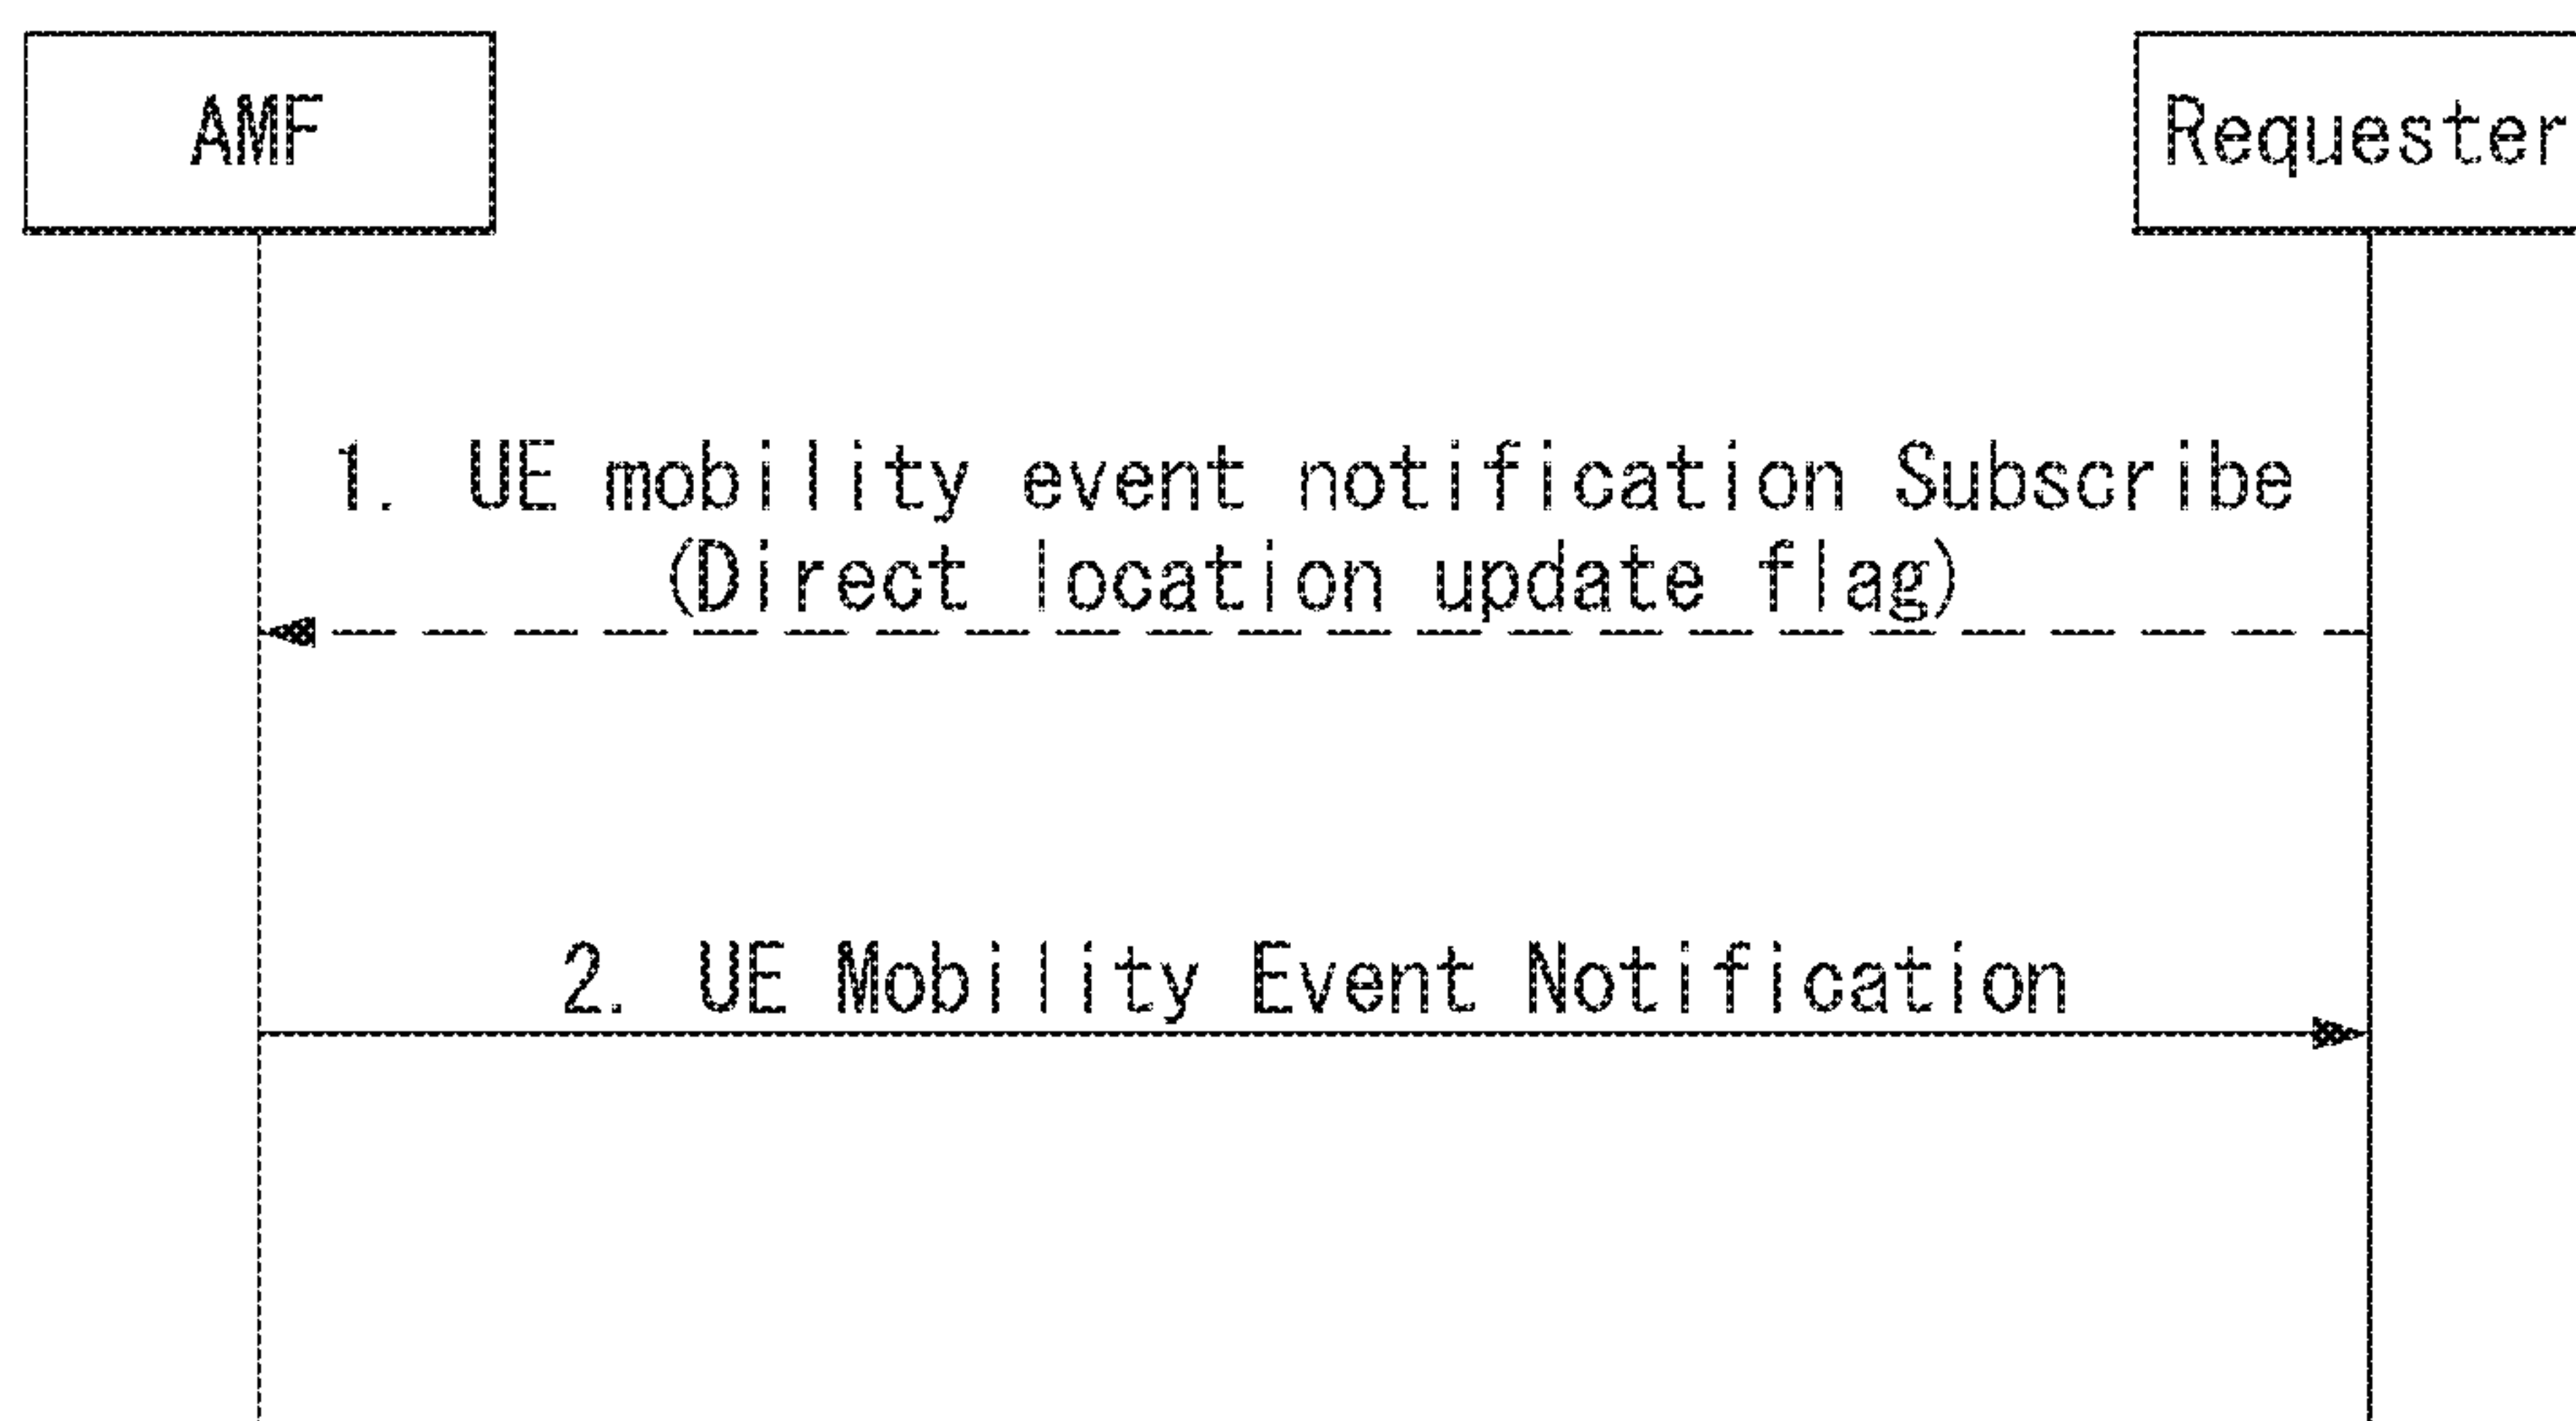 AMF
Requester
1. UE mobility event notification Subscribe
(Direct location update flag)
2. UE Mobility Event Notification